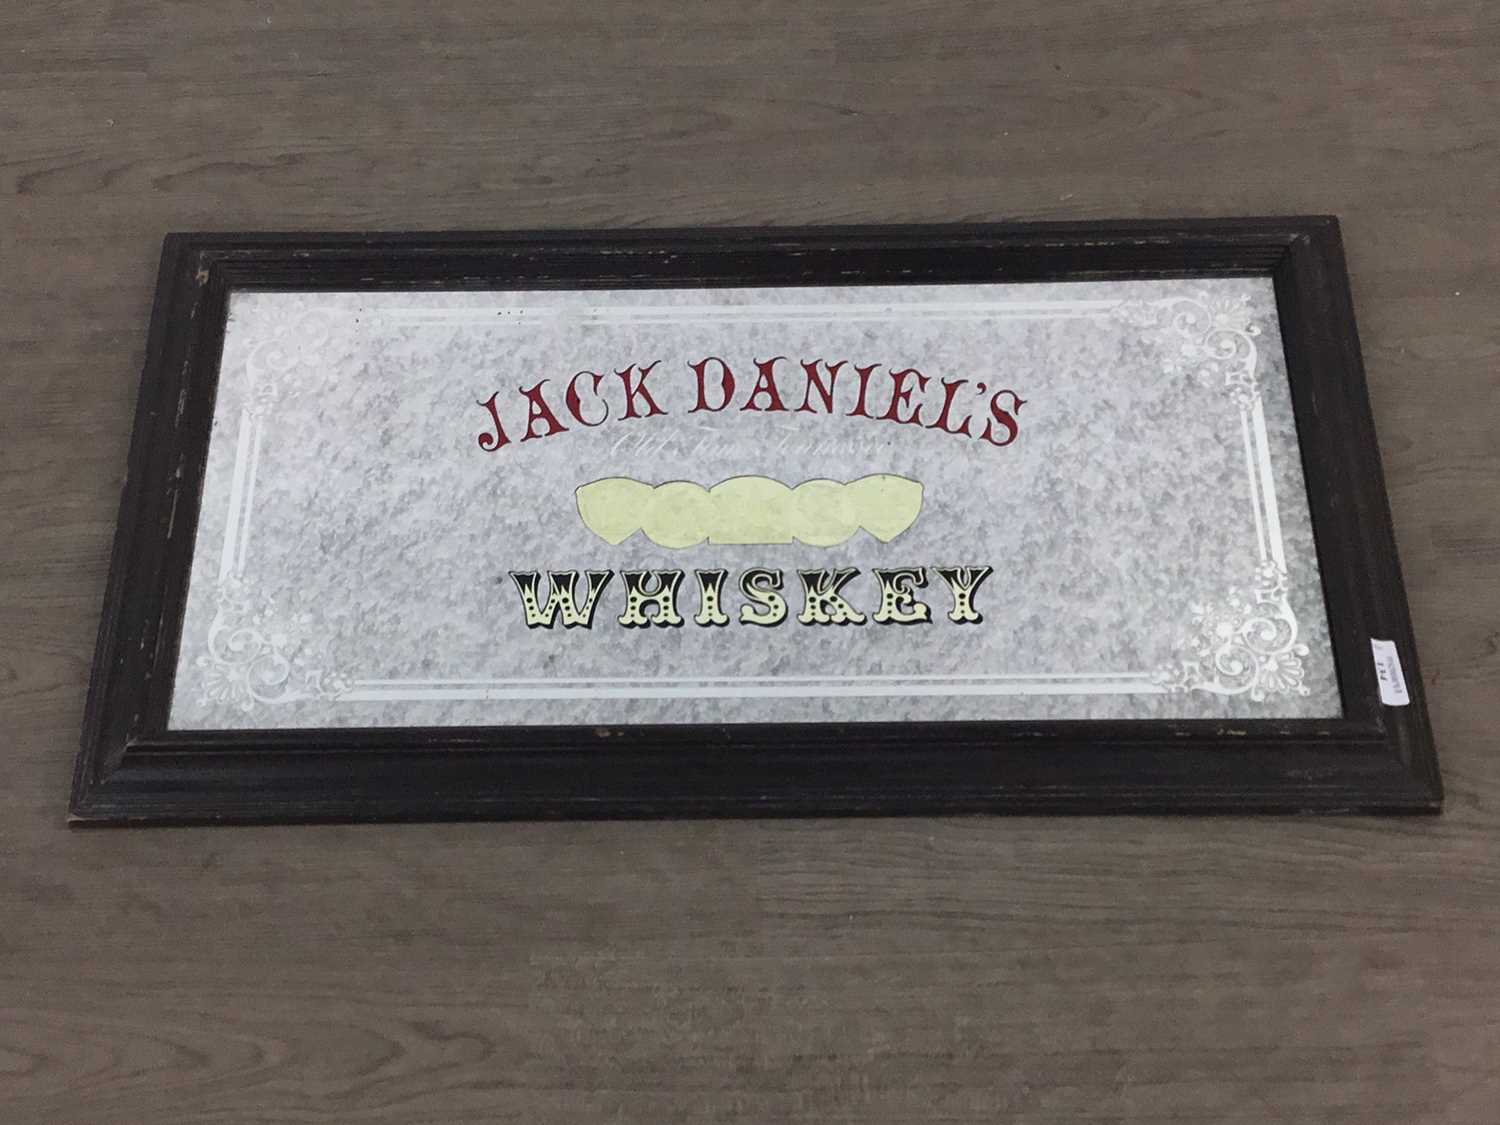 JACK DANIEL'S
Old Time Tennessee
WHISKEY